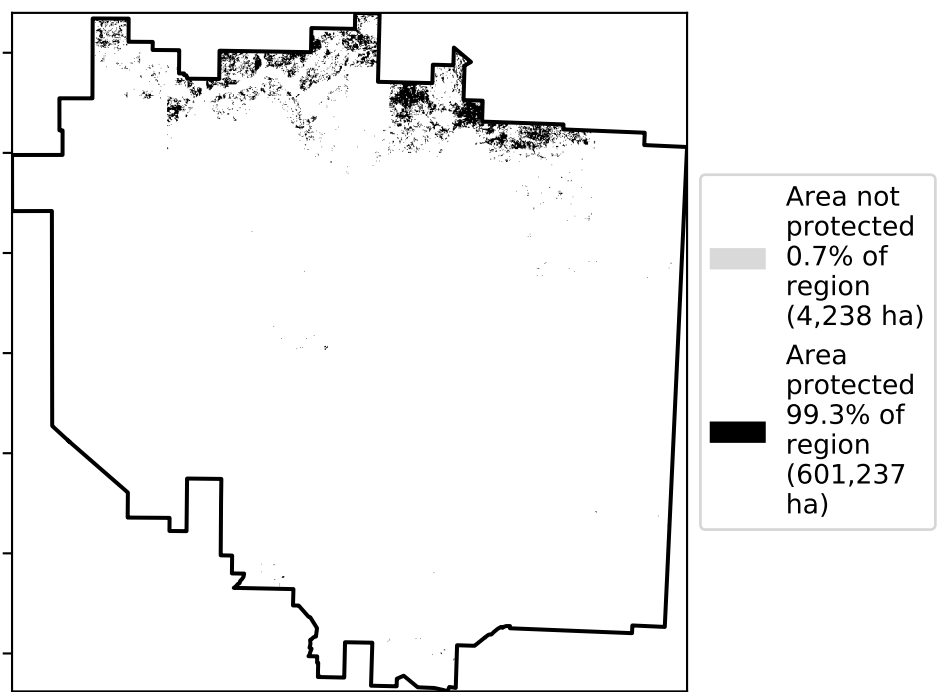 Area not
protected
0.7% of
region
(4,238 ha)
Area
protected
99.3% of
region
(601,237
ha)